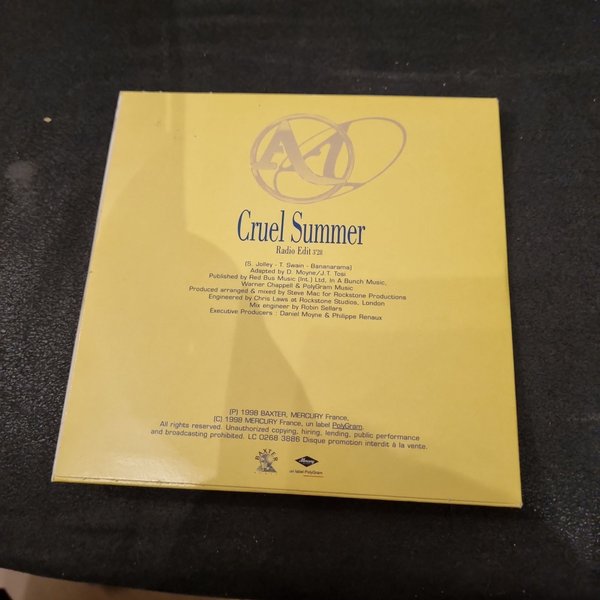 Cruel Summer
Radio Edit 3'28
(S. Jolley - T. Swain - Bananarama)
Adapted by D. Moyne/J.T. Tosi
Published by Red Bus Music (Int.) Ltd, In A Bunch Music,
Warner Chappell & PolyGram Music
Produced arranged & mixed by Steve Mac for Rockstone Productions
Engineered by Chris Laws at Rockstone Studios, London
Mix engineer by Robin Sellars
Executive Producers : Daniel Moyne & Philippe Renaux
(P) 1998 BAXTER, MERCURY France,
(C) 1998 MERCURY France, un label PolyGram.
All rights reserved. Unauthorized copying, hiring, lending, public performance
and broadcasting prohibited. LC 0268 3886 Disque promotion interdit à la vente.
BAXTER
Mercury
un label PolyGram